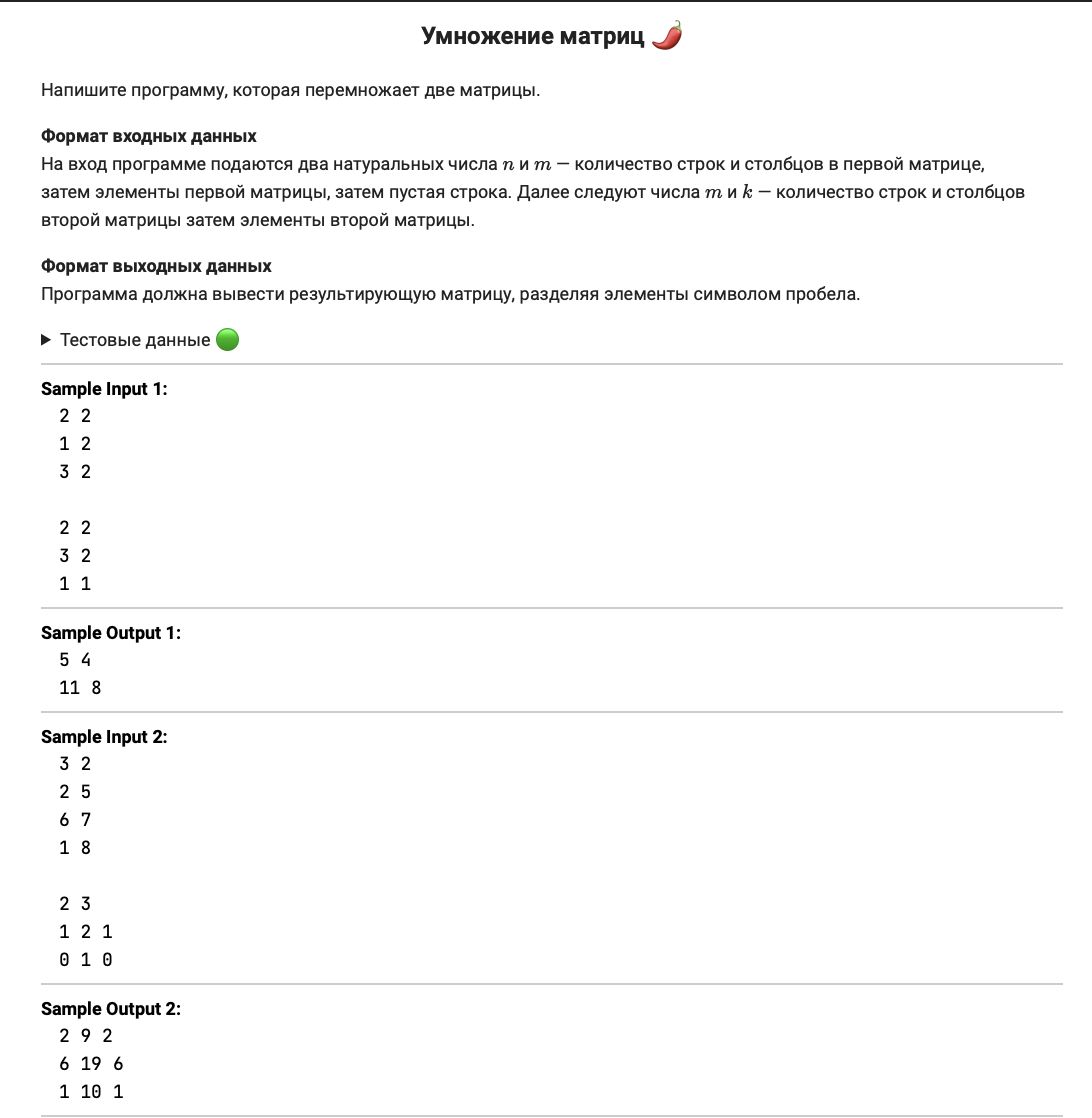 Умножение матриц 🌶️
Напишите программу, которая перемножает две матрицы.
Формат входных данных
На вход программе подаются два натуральных числа n и m — количество строк и столбцов в первой матрице,
затем элементы первой матрицы, затем пустая строка. Далее следуют числа m и k — количество строк и столбцов
второй матрицы затем элементы второй матрицы.
Формат выходных данных
Программа должна вывести результирующую матрицу, разделяя элементы символом пробела.
▶ Тестовые данные 🟢
Sample Input 1:
2 2
1 2
3 2

2 2
3 2
1 1
Sample Output 1:
5 4
11 8
Sample Input 2:
3 2
2 5
6 7
1 8

2 3
1 2 1
0 1 0
Sample Output 2:
2 9 2
6 19 6
1 10 1